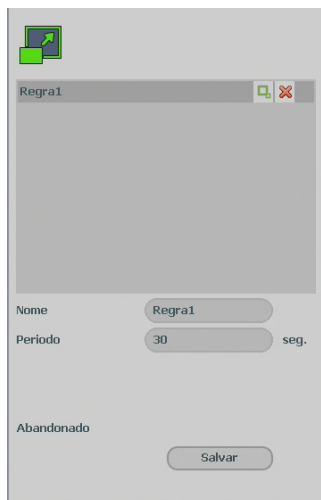 Regra1
Nome Regra1
Periodo 30 seg.
Abandonado
Salvar